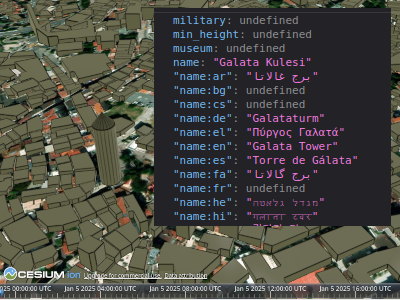 military: undefined
min_height: undefined
museum: undefined
name: "Galata Kulesi"
"name:ar": "برج غالاتا"
"name:bg": undefined
"name:cs": undefined
"name:de": "Galataturm"
"name:el": "Πύργος Γαλατά"
"name:en": "Galata Tower"
"name:es": "Torre de Gálata"
"name:fa": "برج گالاتا"
"name:fr": undefined
"name:he": "מגדל גלאטה"
"name:hi": "गलाता टावर"
CESIUM ion Upgrade for commercial use. Data attribution
2025 00:00:00 UTC Jan 5 2025 04:00:00 UTC Jan 5 2025 08:00:00 UTC Jan 5 2025 12:00:00 UTC Jan 5 2025 16:00:00 UTC